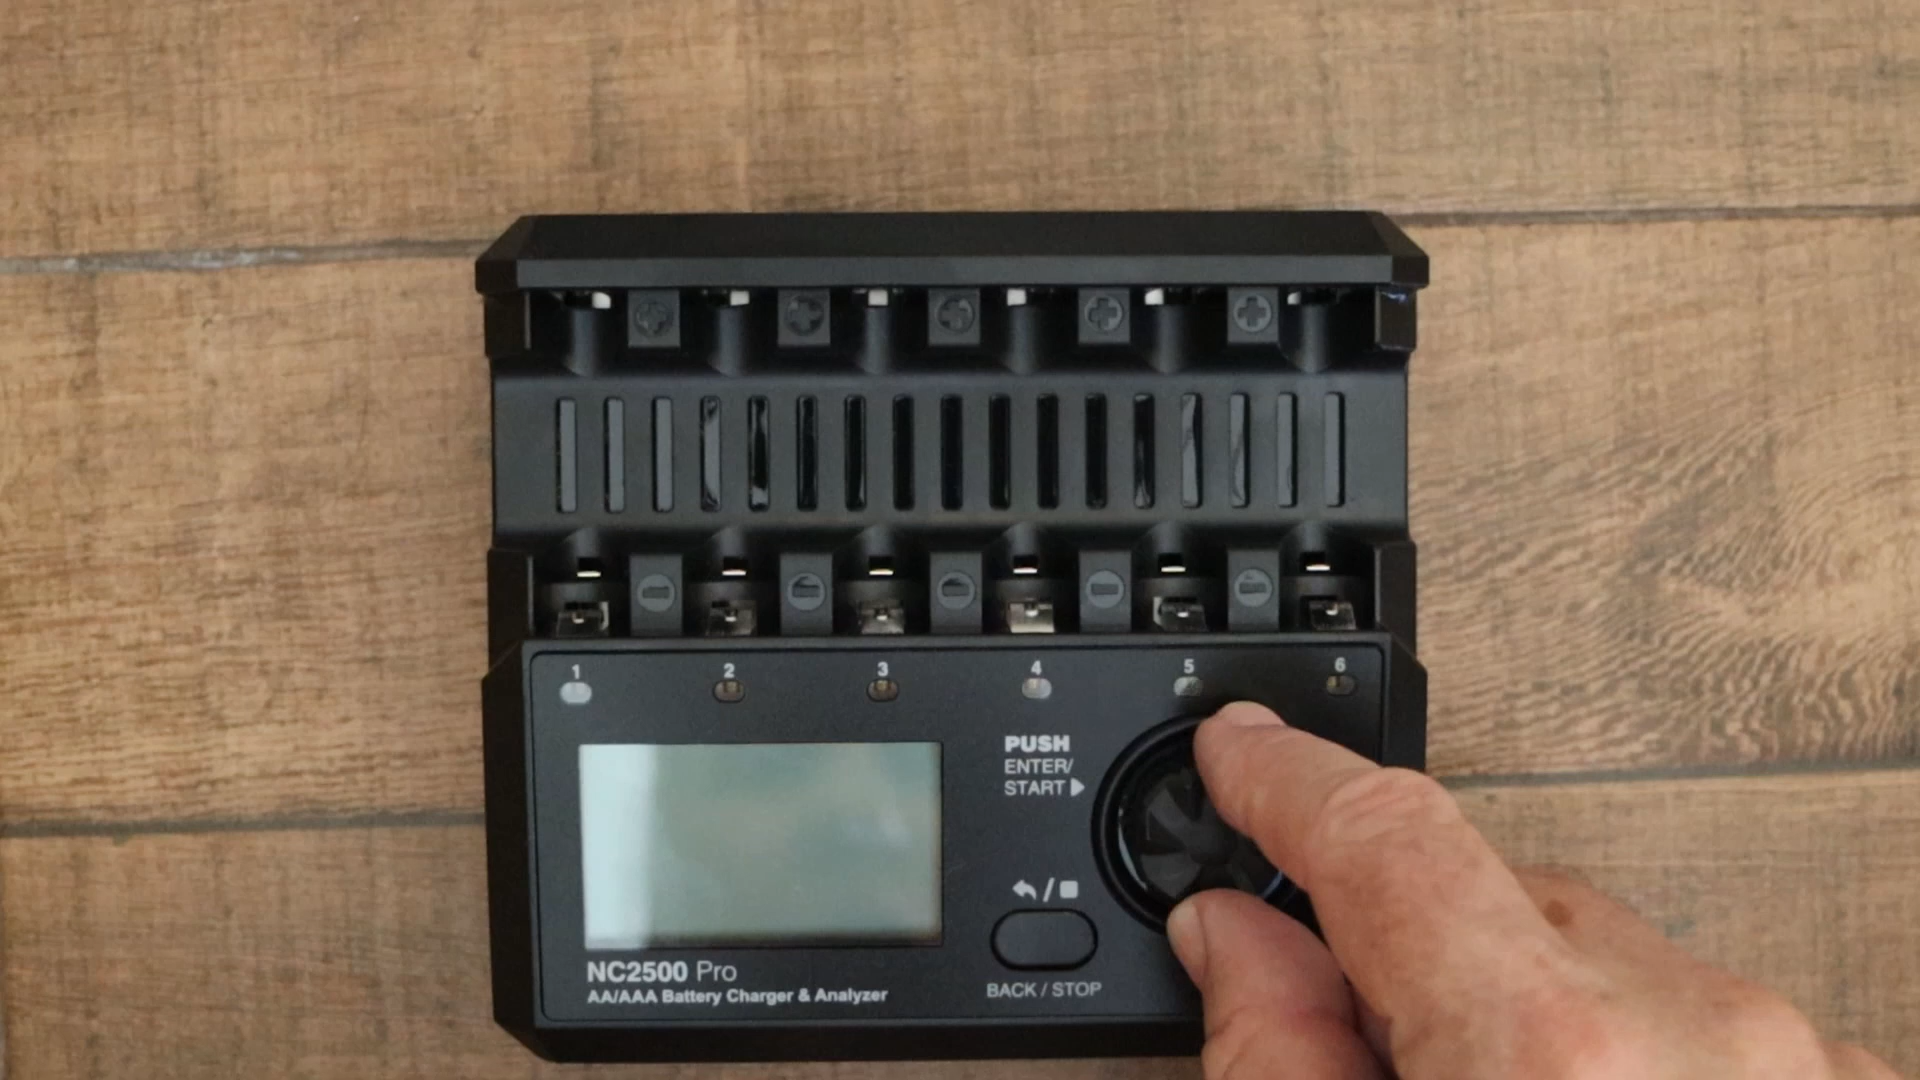 1 2 3 4 5 6
PUSH
ENTER/
START
/
BACK / STOP
NC2500 Pro
AA/AAA Battery Charger & Analyzer